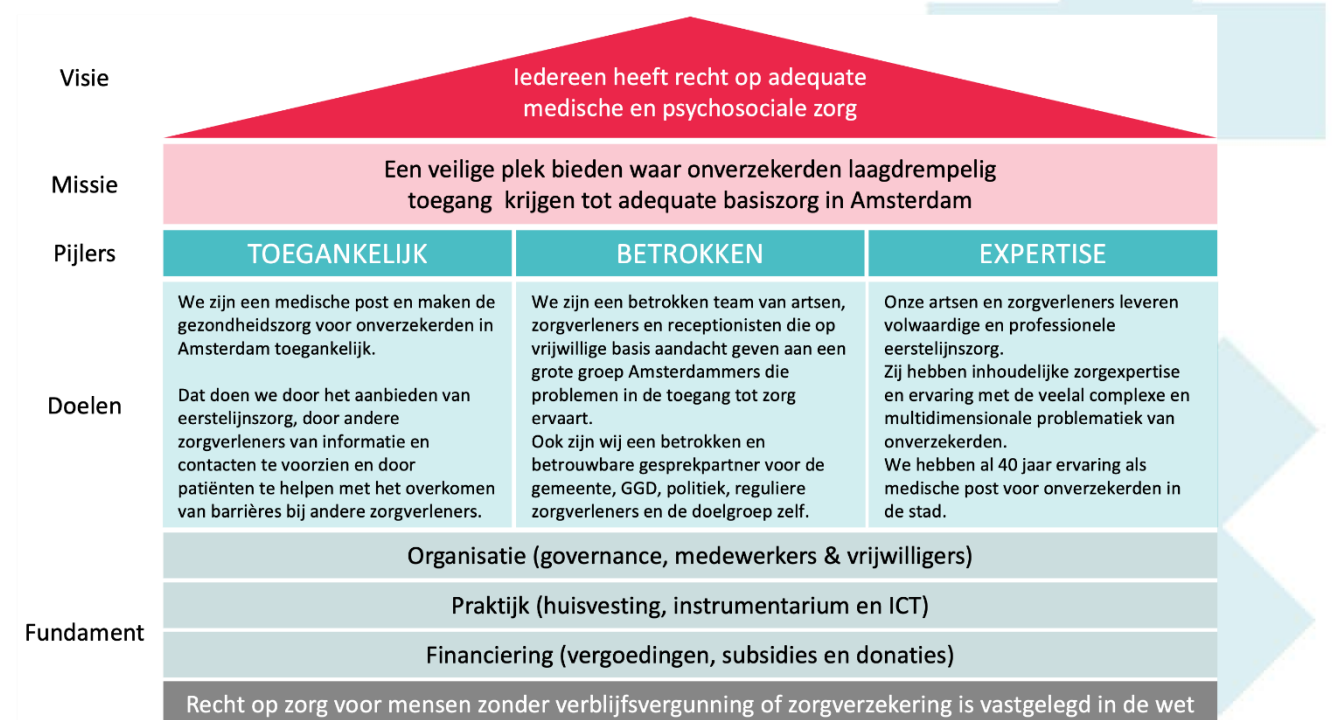 Visie
Iedereen heeft recht op adequate
medische en psychosociale zorg
Missie
Een veilige plek bieden waar onverzekerden laagdrempelig
toegang krijgen tot adequate basiszorg in Amsterdam
Pijlers
TOEGANKELIJK
BETROKKEN
EXPERTISE
Doelen
We zijn een medische post en maken de
gezondheidszorg voor onverzekerden in
Amsterdam toegankelijk.
Dat doen we door het aanbieden van
eerstelijnszorg, door andere
zorgverleners van informatie en
contacten te voorzien en door
patiënten te helpen met het overkomen
van barrières bij andere zorgverleners.
We zijn een betrokken team van artsen,
zorgverleners en receptionisten die op
vrijwillige basis aandacht geven aan een
grote groep Amsterdammers die
problemen in de toegang tot zorg
ervaart.
Ook zijn wij een betrokken en
betrouwbare gesprekpartner voor de
gemeente, GGD, politiek, reguliere
zorgverleners en de doelgroep zelf.
Onze artsen en zorgverleners leveren
volwaardige en professionele
eerstelijnszorg.
Zij hebben inhoudelijke zorgexpertise
en ervaring met de veelal complexe en
multidimensionale problematiek van
onverzekerden.
We hebben al 40 jaar ervaring als
medische post voor onverzekerden in
de stad.
Fundament
Organisatie (governance, medewerkers & vrijwilligers)
Praktijk (huisvesting, instrumentarium en ICT)
Financiering (vergoedingen, subsidies en donaties)
Recht op zorg voor mensen zonder verblijfsvergunning of zorgverzekering is vastgelegd in de wet